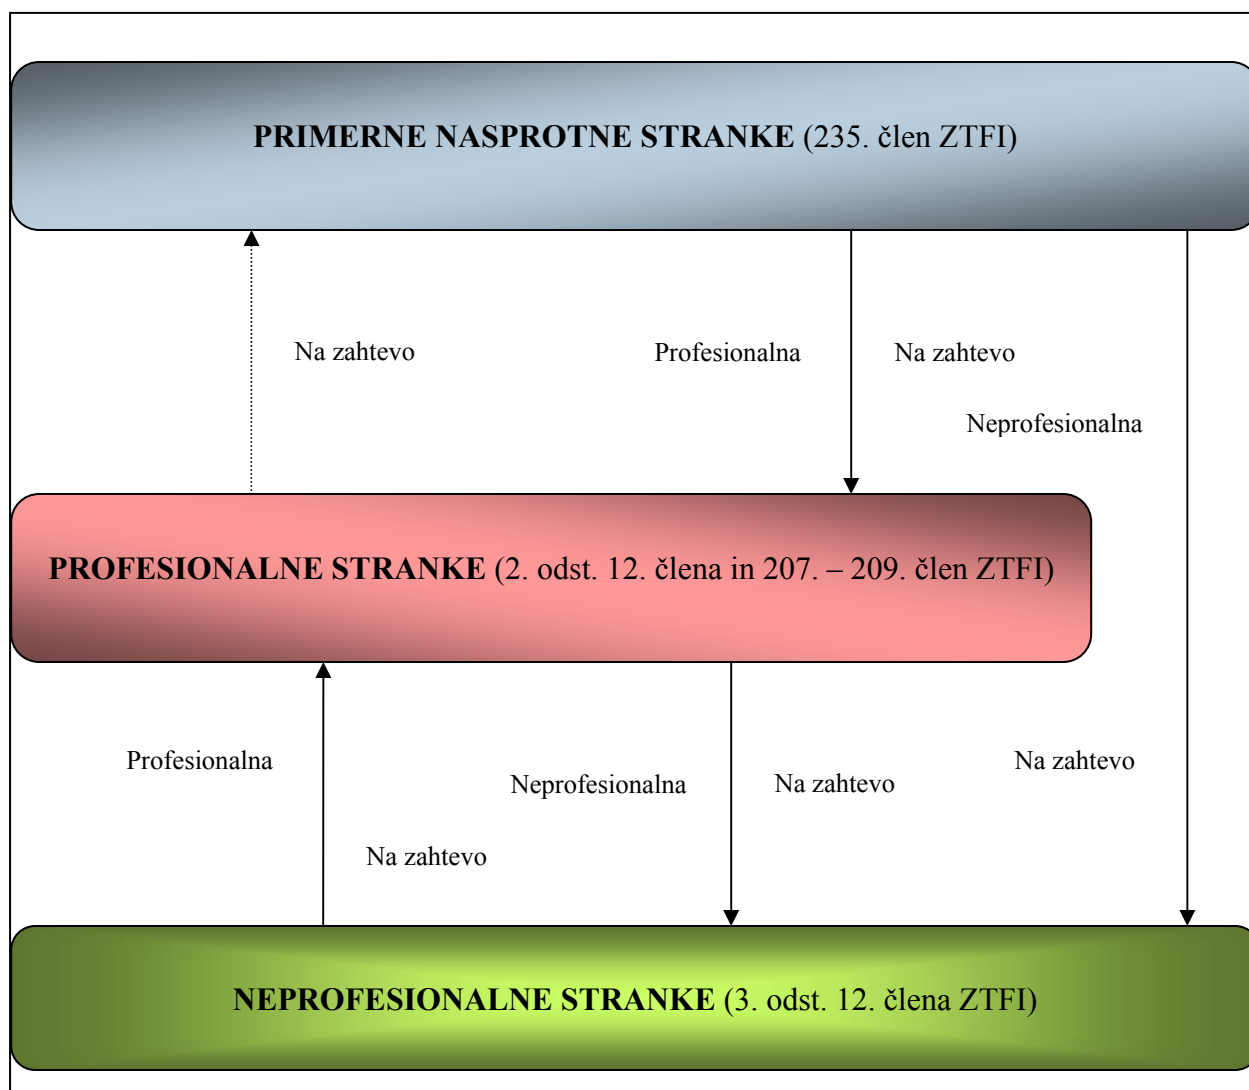 PRIMERNE NASPROTNE STRANKE (235. člen ZTFI)
Na zahtevo
Profesionalna
Na zahtevo
Neprofesionalna
PROFESIONALNE STRANKE (2. odst. 12. člena in 207. – 209. člen ZTFI)
Profesionalna
Neprofesionalna
Na zahtevo
Na zahtevo
Na zahtevo
NEPROFESIONALNE STRANKE (3. odst. 12. člena ZTFI)